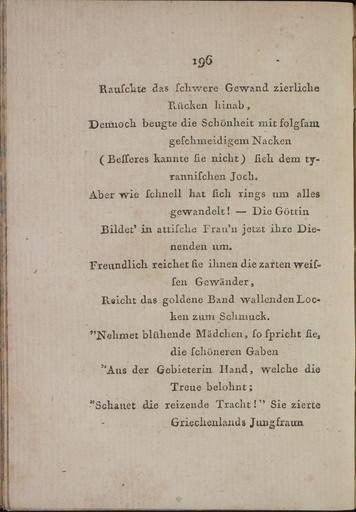 196
Rauſchte das ſchwere Gewand zierliche
Rücken hinab,
Dennoch beugte die Schönheit mit folgſam
geſchmeidigem Nacken
(Beſſeres kannte ſie nicht) ſich dem ty-
ranniſchen Joch.
Aber wie ſchnell hat ſich rings um alles
gewandelt! — Die Göttin
Bildet' in attiſche Frau'n jetzt ihre Die-
nenden um.
Freundlich reichet ſie ihnen die zarten weiſ-
ſen Gewänder,
Reicht das goldene Band wallenden Loc-
ken zum Schmuck.
"Nehmet blühende Mädchen, ſo ſpricht ſie,
die ſchöneren Gaben
"Aus der Gebieterin Hand, welche die
Treue belohnt;
"Schauet die reizende Tracht!" Sie zierte
Griechenlands Jungfraun